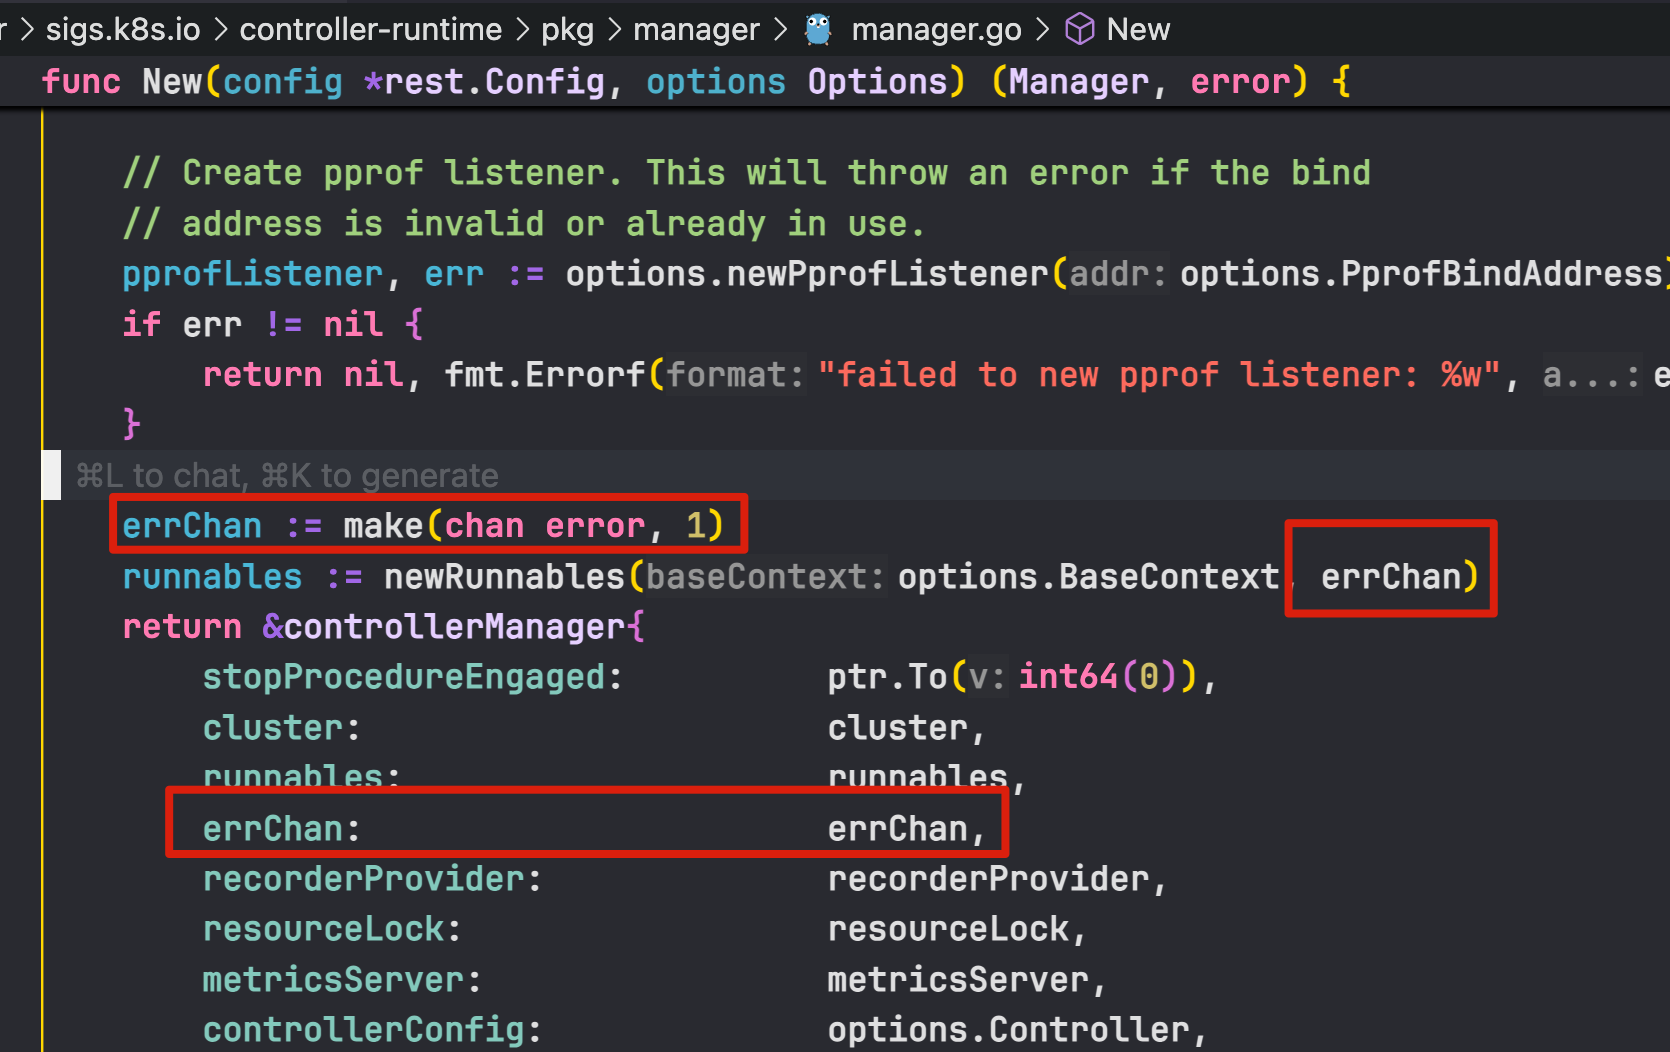 r > sigs.k8s.io > controller-runtime > pkg > manager > manager.go > New
func New(config *rest.Config, options Options) (Manager, error) {
// Create pprof listener. This will throw an error if the bind
// address is invalid or already in use.
pprofListener, err := options.newPprofListener(addr: options.PprofBindAddress)
if err != nil {
return nil, fmt.Errorf(format: "failed to new pprof listener: %w", a...: e
}
⌘L to chat, ⌘K to generate
errChan := make(chan error, 1)
runnables := newRunnables(baseContext: options.BaseContext, errChan)
return &controllerManager{
stopProcedureEngaged: ptr.To(v: int64(0)),
cluster: cluster,
runnables: runnables,
errChan: errChan,
recorderProvider: recorderProvider,
resourceLock: resourceLock,
metricsServer: metricsServer,
controllerConfig: options.Controller,